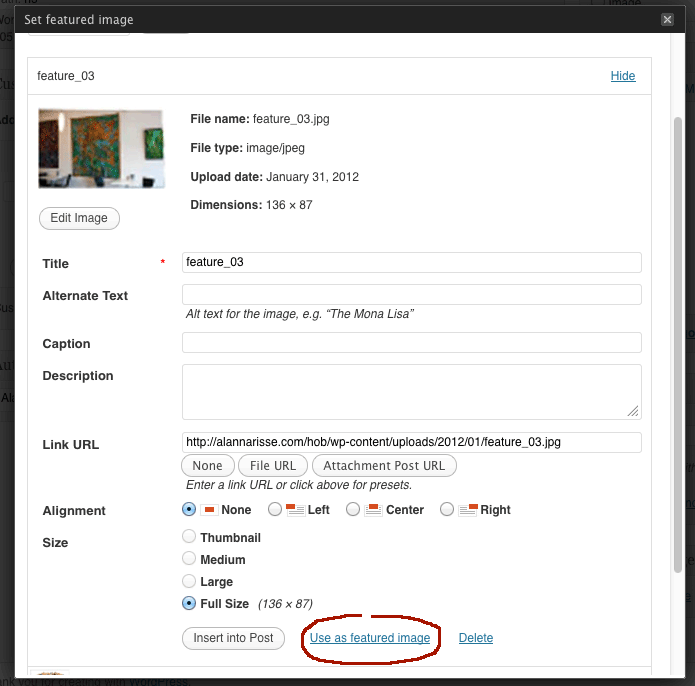 Set featured image
feature_03 Hide
File name: feature_03.jpg
File type: image/jpeg
Upload date: January 31, 2012
Dimensions: 136 × 87
Edit Image
Title * feature_03
Alternate Text
Alt text for the image, e.g. “The Mona Lisa”
Caption
Description
Link URL http://alannarisse.com/hob/wp-content/uploads/2012/01/feature_03.jpg
None File URL Attachment Post URL
Enter a link URL or click above for presets.
Alignment None Left Center Right
Size Thumbnail
Medium
Large
Full Size (136 × 87)
Insert into Post Use as featured image Delete